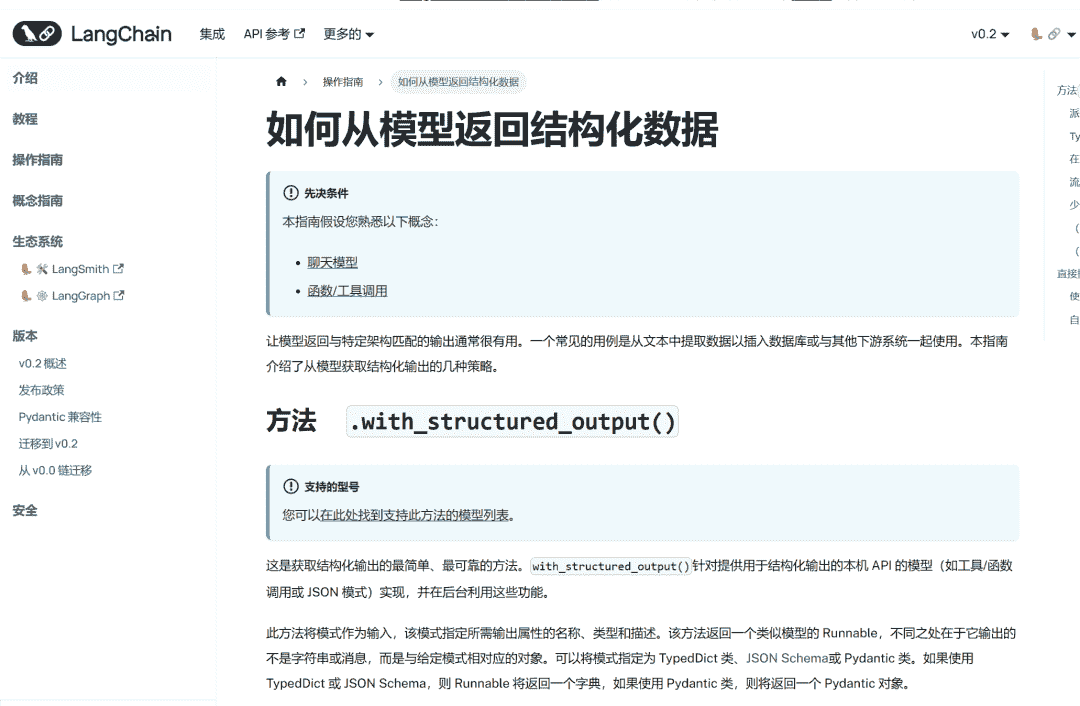 LangChain
集成
API 参考
更多的
v0.2
介绍
教程
操作指南
概念指南
生态系统
LangSmith
LangGraph
版本
v0.2 概述
发布政策
Pydantic 兼容性
迁移到 v0.2
从 v0.0 链迁移
安全
操作指南
如何从模型返回结构化数据
如何从模型返回结构化数据
先决条件
本指南假设您熟悉以下概念：
聊天模型
函数/工具调用
让模型返回与特定架构匹配的输出通常很有用。一个常见的用例是从文本中提取数据以插入数据库或与其他下游系统一起使用。本指南
介绍了从模型获取结构化输出的几种策略。
方法 .with_structured_output()
支持的型号
您可以在此处找到支持此方法的模型列表。
这是获取结构化输出的最简单、最可靠的方法。with_structured_output()针对提供用于结构化输出的本机 API 的模型（如工具/函数
调用或 JSON 模式）实现，并在后台利用这些功能。
此方法将模式作为输入，该模式指定所需输出属性的名称、类型和描述。该方法返回一个类似模型的 Runnable，不同之处在于它输出的
不是字符串或消息，而是与给定模式相对应的对象。可以将模式指定为 TypedDict 类、JSON Schema或 Pydantic 类。如果使用
TypedDict 或 JSON Schema，则 Runnable 将返回一个字典，如果使用 Pydantic 类，则将返回一个 Pydantic 对象。
方法
派
Ty
在
流
少
（
（
直接
使
自